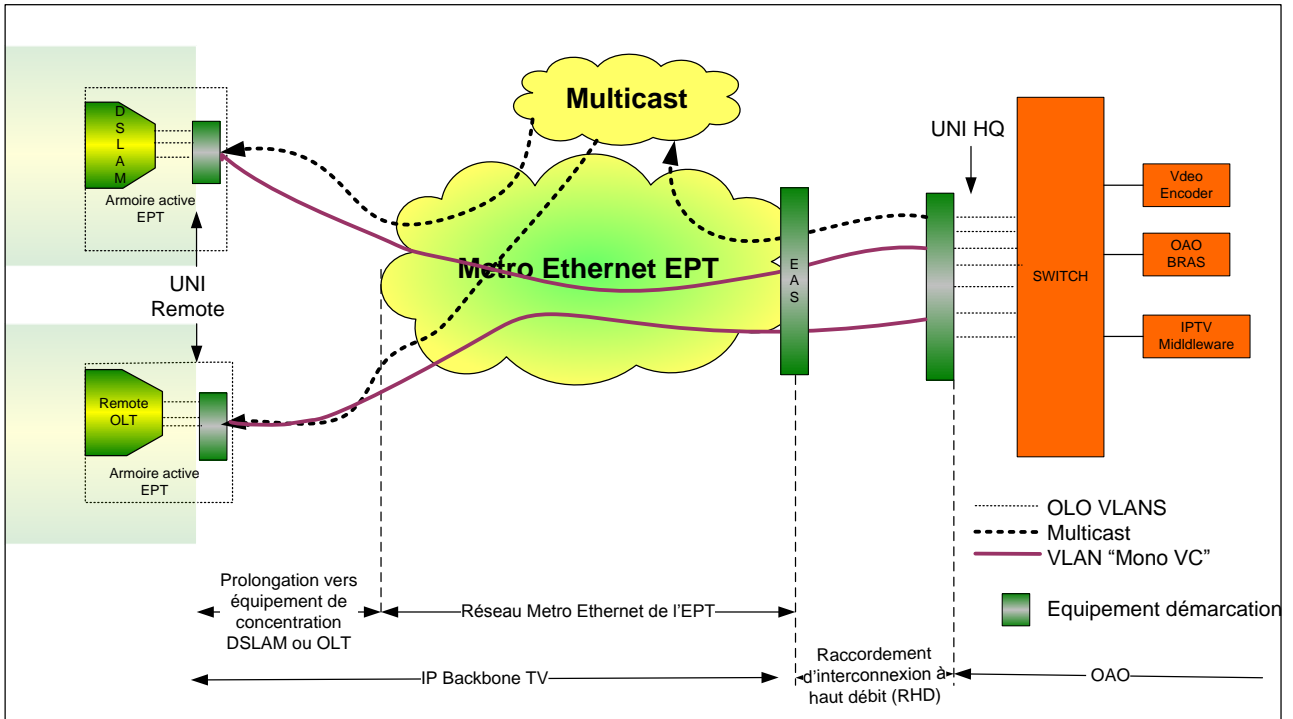 Multicast
UNI HQ
DSLAM
Armoire active
EPT
UNI
Remote
Metro Ethernet EPT
EAS
SWITCH
Vdeo
Encoder
OAO
BRAS
IPTV
Midldleware
Remote
OLT
Armoire active
EPT
OLO VLANS
Multicast
VLAN “Mono VC”
Equipement démarcation
Prolongation vers
équipement de
concentration
DSLAM ou OLT
Réseau Metro Ethernet de l’EPT
IP Backbone TV
Raccordement
d’interconnexion à
haut débit (RHD)
OAO